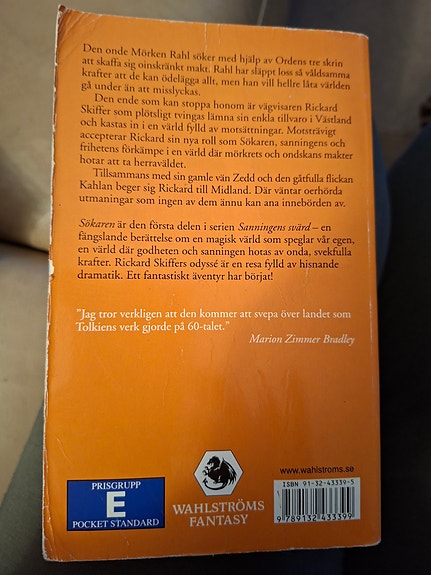 Den onde Mörken Rahl söker med hjälp av Ordens tre skrin
att skaffa sig oinskränkt makt. Rahl har släppt loss så våldsamma
krafter att de kan ödelägga allt, men han vill hellre låta världen
gå under än att misslyckas.
Den ende som kan stoppa honom är vägvisaren Rickard
Skiffer som plötsligt tvingas lämna sin enkla tillvaro i Västland
och kastas in i en värld fylld av motsättningar. Motsträvigt
accepterar Rickard sin nya roll som Sökaren, sanningens och
frihetens förkämpe i en värld där mörkrets och ondskans makter
hotar att ta herraväldet.
Tillsammans med sin gamle vän Zedd och den gåtfulla flickan
Kahlan beger sig Rickard till Midland. Där väntar oerhörda
utmaningar som ingen av dem ännu kan ana innebörden av.
Sökaren är den första delen i serien Sanningens svärd – en
fängslande berättelse om en magisk värld som speglar vår egen,
en värld där godheten och sanningen hotas av onda, svekfulla
krafter. Rickard Skiffers odyssé är en resa fylld av hisnande
dramatik. Ett fantastiskt äventyr har börjat!
"Jag tror verkligen att den kommer att svepa över landet som
Tolkiens verk gjorde på 60-talet."
Marion Zimmer Bradley
PRISGRUPP
E
POCKET STANDARD
WAHLSTRÖMS
FANTASY
www.wahlstroms.se
ISBN 91-32-43339-5
9 789132 433399